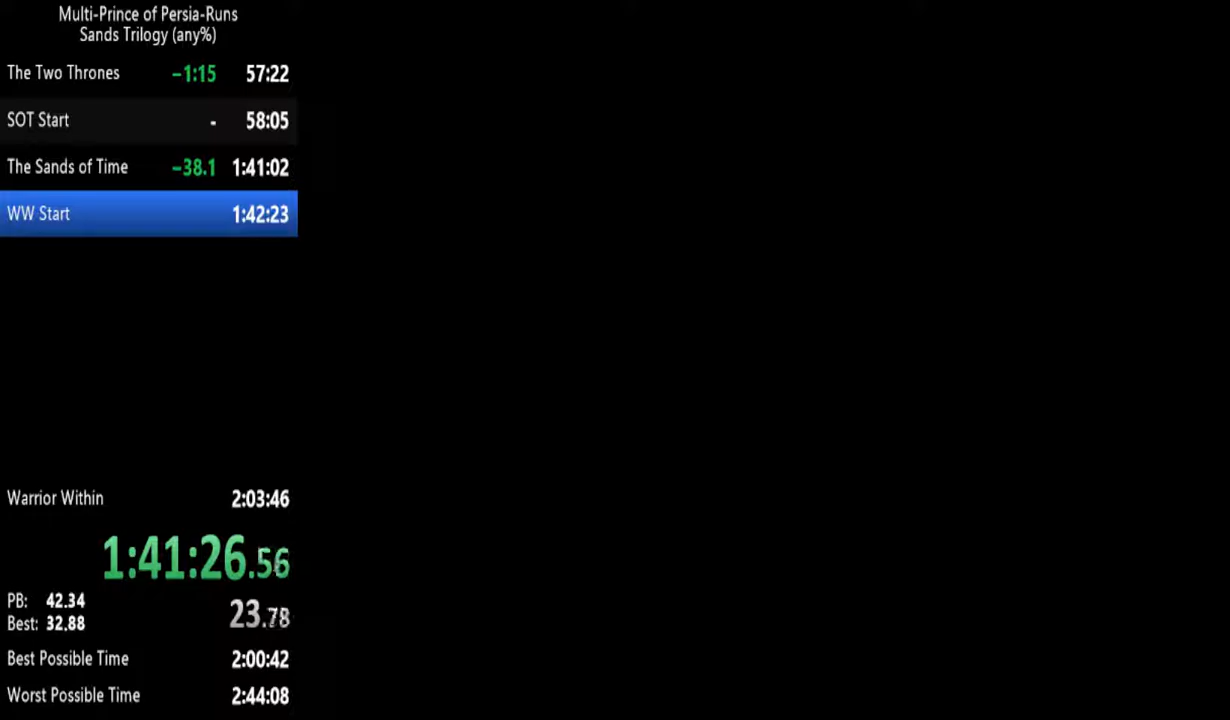 Multi-Prince of Persia-Runs
Sands Trilogy (any%)
The Two Thrones −1:15 57:22
SOT Start - 58:05
The Sands of Time −38.1 1:41:02
WW Start 1:42:23
Warrior Within 2:03:46
1:41:26.56
PB: 42.34
Best: 32.88 23.78
Best Possible Time 2:00:42
Worst Possible Time 2:44:08